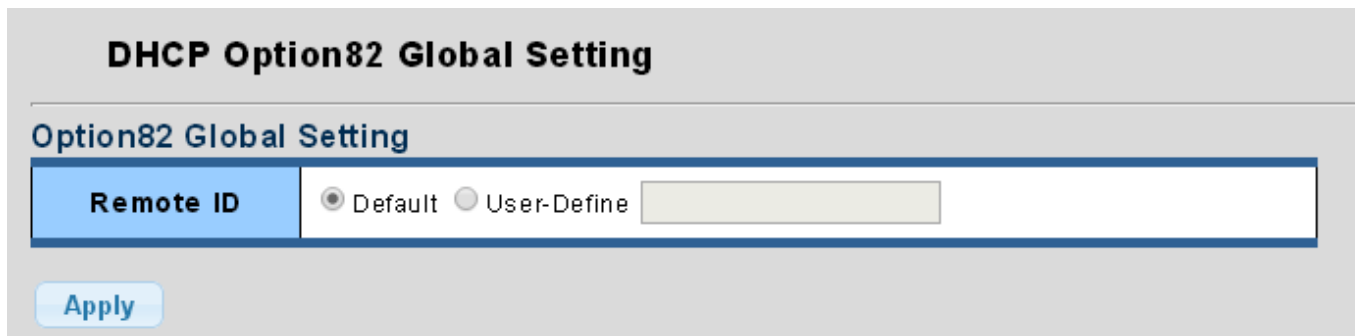 DHCP Option82 Global Setting
Option82 Global Setting
Remote ID Default User-Define
Apply